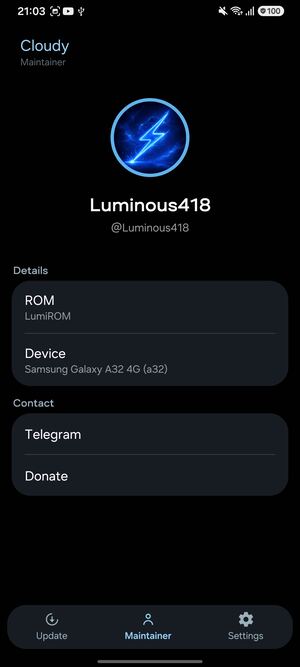 21:03
100
Cloudy
Maintainer
Luminous418
@Luminous418
Details
ROM
LumiROM
Device
Samsung Galaxy A32 4G (a32)
Contact
Telegram
Donate
Update
Maintainer
Settings